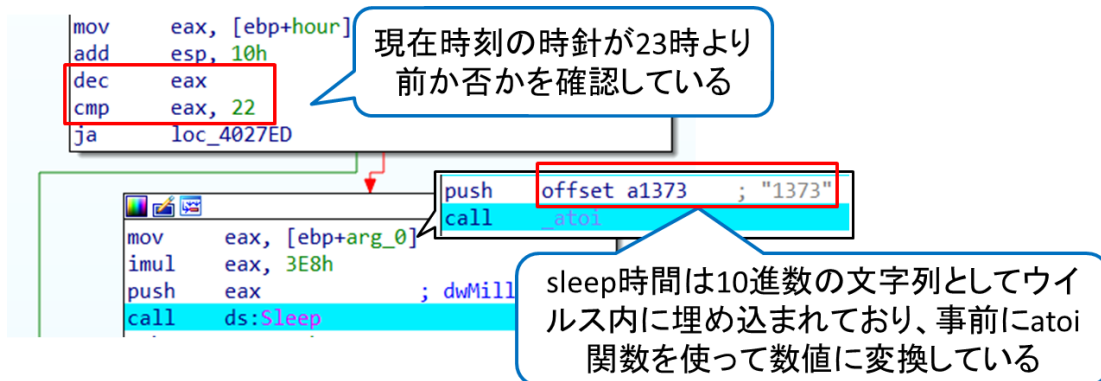 mov eax, [ebp+hour]
add esp, 10h
dec eax
cmp eax, 22
ja loc_4027ED
現在時刻の時針が23時より
前か否かを確認している
push offset a1373 ; "1373"
call _atoi
mov eax, [ebp+arg_0]
imul eax, 3E8h
push eax ; dwMill
call ds:Sleep
sleep時間は10進数の文字列としてウイ
ルス内に埋め込まれており、事前にatoi
関数を使って数値に変換している